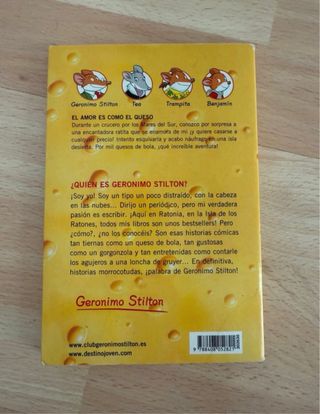 Geronimo Stilton Tea Trampita Benjamín
EL AMOR ES COMO EL QUESO
Durante un crucero por los Mares del Sur, conozco por sorpresa a
una encantadora ratita que se enamora de mí ¡y quiere casarse a
cualquier precio! Intento esquivarla y acabo náufrago en una isla
desierta. Por mil quesos de bola, ¡qué increíble aventura!
¿QUIÉN ES GERONIMO STILTON?
¡Soy yo! Soy un tipo un poco distraído, con la cabeza
en las nubes... Dirijo un periódico, pero mi verdadera
pasión es escribir. ¡Aquí en Ratonia, en la Isla de los
Ratones, todos mis libros son unos bestsellers! Pero
¿cómo?, ¿no los conocéis? Son esas historias cómicas
tan tiernas como un queso de bola, tan gustosas
como un gorgonzola y tan entretenidas como contarle
los agujeros a una loncha de gruyer... En definitiva,
historias morrocotudas, ¡palabra de Geronimo Stilton!
Geronimo Stilton
www.clubgeronimostilton.es
www.destinojoven.com
9 788408 052821